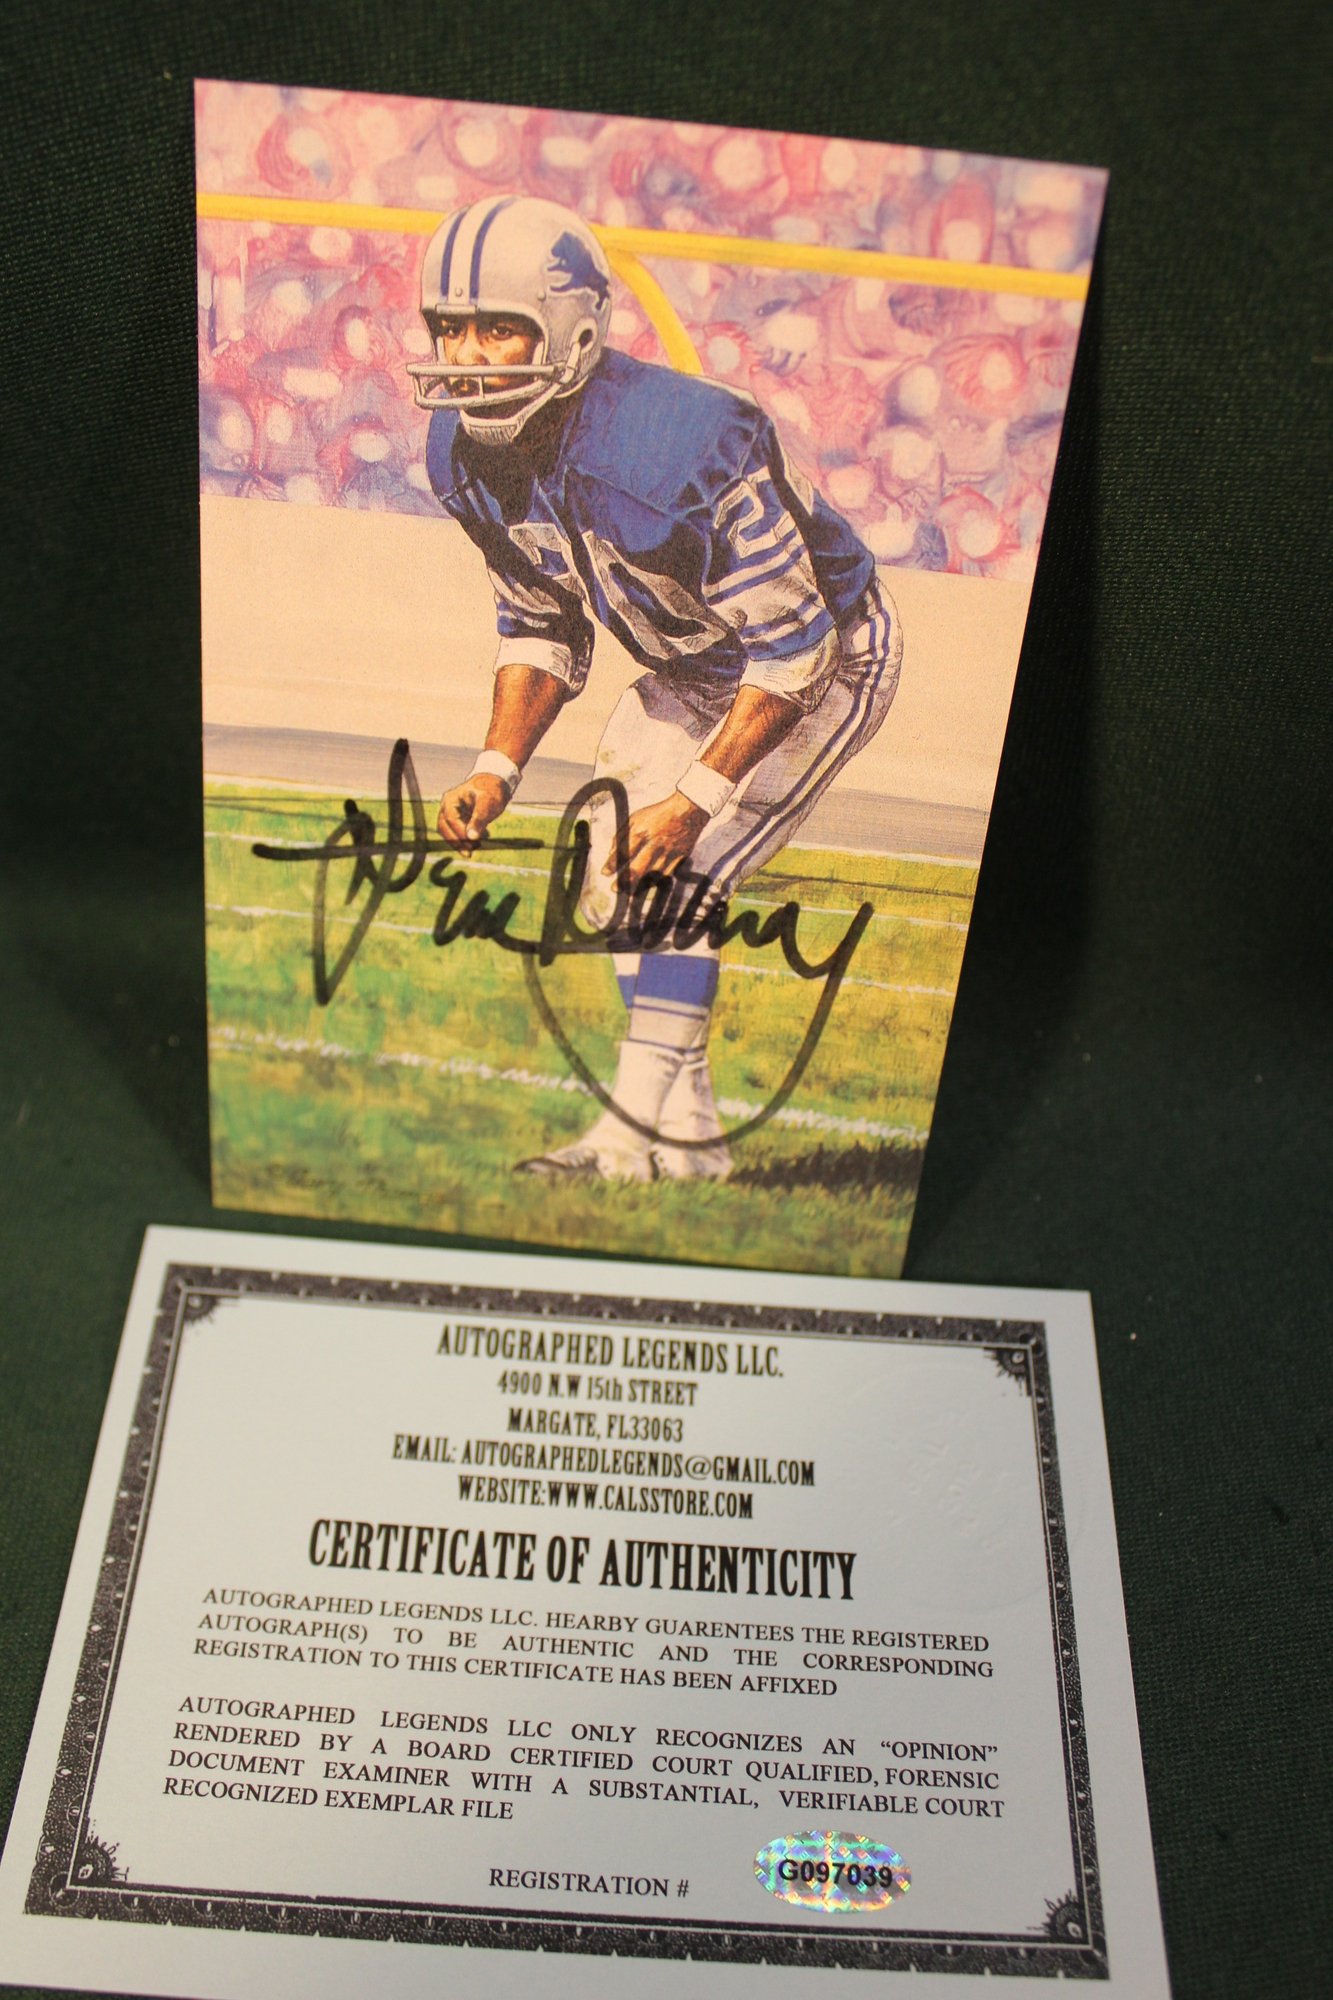 20
Lem Barney
AUTOGRAPHED LEGENDS LLC.
4900 N.W 15th STREET
MARGATE, FL33063
EMAIL: AUTOGRAPHEDLEGENDS@GMAIL.COM
WEBSITE:WWW.CALSSTORE.COM
CERTIFICATE OF AUTHENTICITY
AUTOGRAPHED LEGENDS LLC. HEARBY GUARENTEES THE REGISTERED
AUTOGRAPH(S) TO BE AUTHENTIC AND THE CORRESPONDING
REGISTRATION TO THIS CERTIFICATE HAS BEEN AFFIXED
AUTOGRAPHED LEGENDS LLC ONLY RECOGNIZES AN “OPINION”
RENDERED BY A BOARD CERTIFIED COURT QUALIFIED, FORENSIC
DOCUMENT EXAMINER WITH A SUBSTANTIAL, VERIFIABLE COURT
RECOGNIZED EXEMPLAR FILE
REGISTRATION # G097039